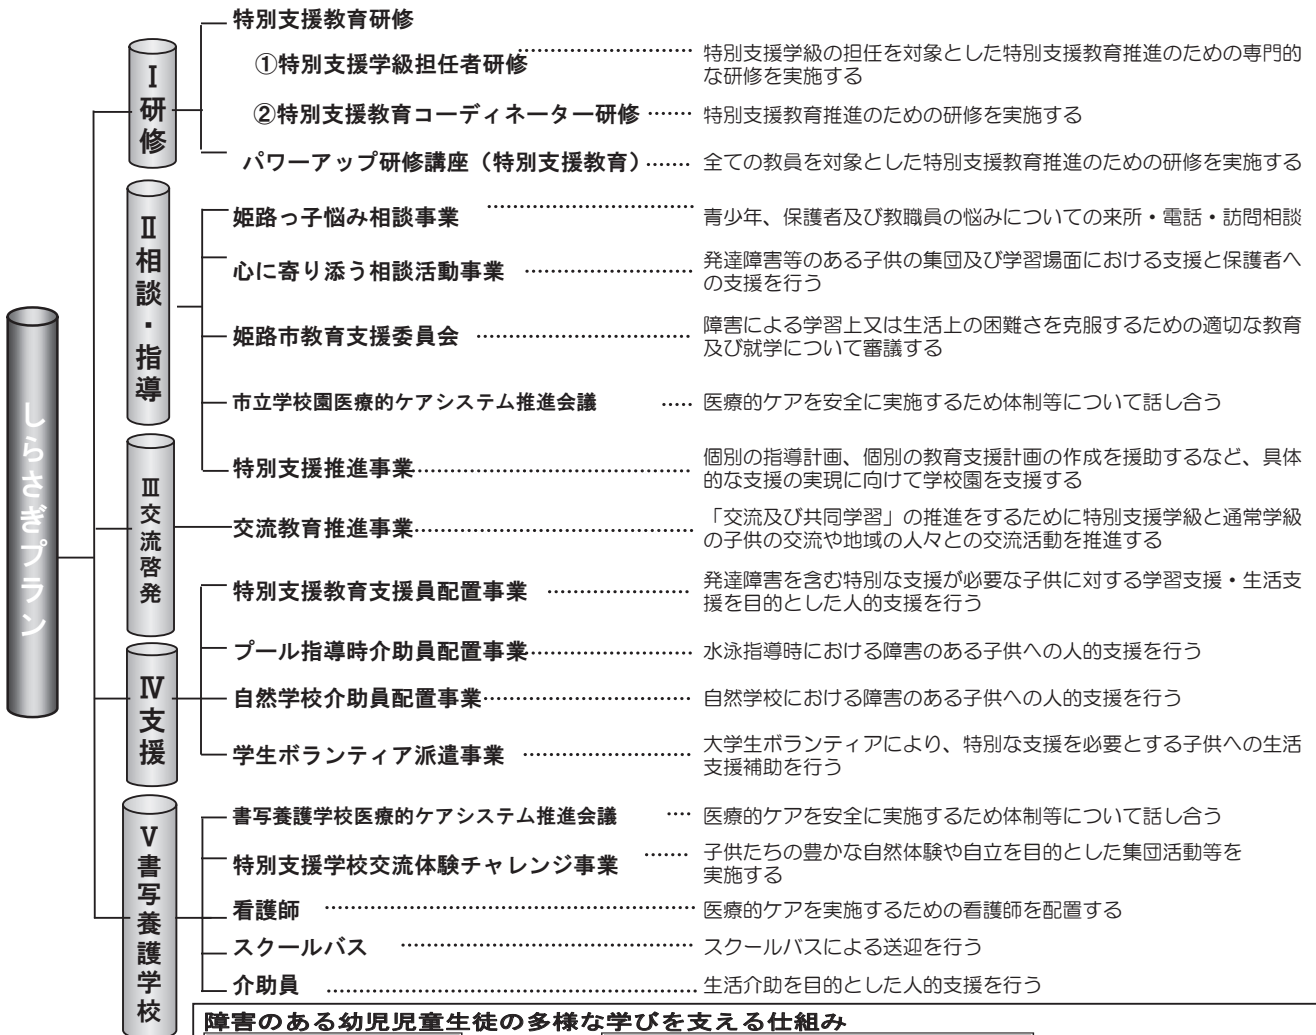 しらさぎプラン
Ⅰ研修
特別支援教育研修
①特別支援学級担任者研修 …………………… 特別支援学級の担任を対象とした特別支援教育推進のための専門的
な研修を実施する
②特別支援教育コーディネーター研修 ……. 特別支援教育推進のための研修を実施する
パワーアップ研修講座（特別支援教育）……. 全ての教員を対象とした特別支援教育推進のための研修を実施する
Ⅱ相談・指導
姫路っ子悩み相談事業 ………………………… 青少年、保護者及び教職員の悩みについての来所・電話・訪問相談
心に寄り添う相談活動事業 …………………… 発達障害等のある子供の集団及び学習場面における支援と保護者へ
の支援を行う
姫路市教育支援委員会 ………………………… 障害による学習上又は生活上の困難さを克服するための適切な教育
及び就学について審議する
市立学校園医療的ケアシステム推進会議 ….. 医療的ケアを安全に実施するため体制等について話し合う
特別支援推進事業………………………………… 個別の指導計画、個別の教育支援計画の作成を援助するなど、具体
的な支援の実現に向けて学校園を支援する
Ⅲ交流啓発
交流教育推進事業………………………………… 「交流及び共同学習」の推進をするために特別支援学級と通常学級
の子供の交流や地域の人々との交流活動を推進する
Ⅳ支援
特別支援教育支援員配置事業 ………………… 発達障害を含む特別な支援が必要な子供に対する学習支援・生活支
援を目的とした人的支援を行う
プール指導時介助員配置事業…………………… 水泳指導時における障害のある子供への人的支援を行う
自然学校介助員配置事業………………………… 自然学校における障害のある子供への人的支援を行う
学生ボランティア派遣事業 …………………… 大学生ボランティアにより、特別な支援を必要とする子供への生活
支援補助を行う
Ⅴ書写養護学校
書写養護学校医療的ケアシステム推進会議 …. 医療的ケアを安全に実施するため体制等について話し合う
特別支援学校交流体験チャレンジ事業 ……. 子供たちの豊かな自然体験や自立を目的とした集団活動等を
実施する
看護師 …………………………………………… 医療的ケアを実施するための看護師を配置する
スクールバス …………………………………… スクールバスによる送迎を行う
介助員 …………………………………………… 生活介助を目的とした人的支援を行う
障害のある幼児児童生徒の多様な学びを支える仕組み